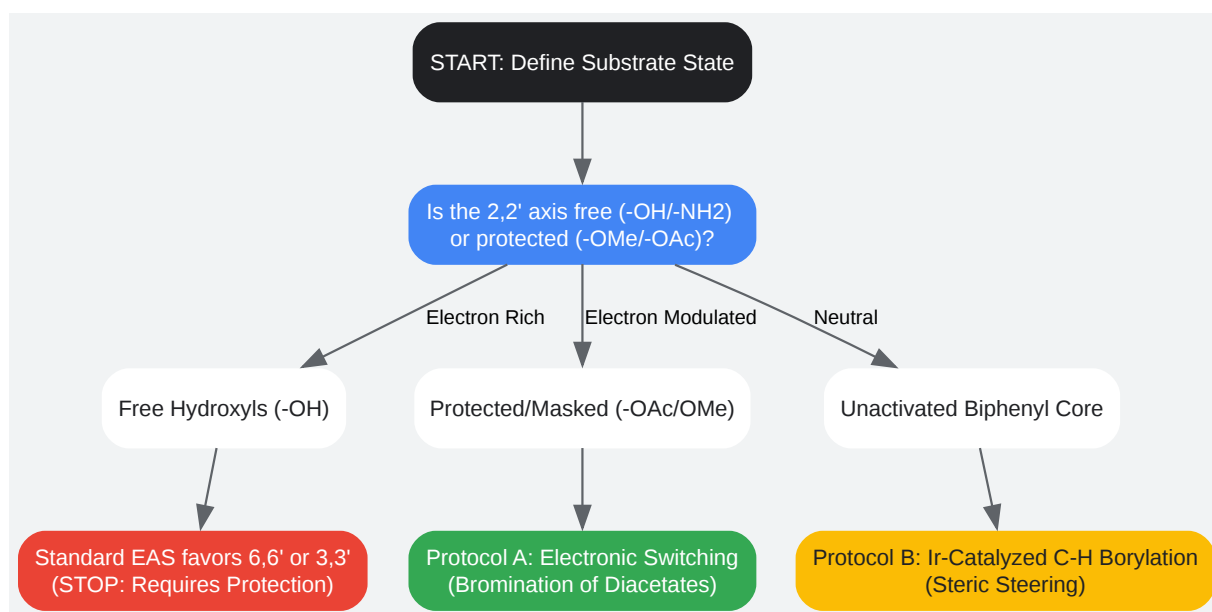 START: Define Substrate State
Is the 2,2' axis free (-OH/-NH2)
or protected (-OMe/-OAc)?
Electron Rich
Electron Modulated
Neutral
Free Hydroxyls (-OH)
Protected/Masked (-OAc/OMe)
Unactivated Biphenyl Core
Standard EAS favors 6,6' or 3,3'
(STOP: Requires Protection)
Protocol A: Electronic Switching
(Bromination of Diacetates)
Protocol B: Ir-Catalyzed C-H Borylation
(Steric Steering)